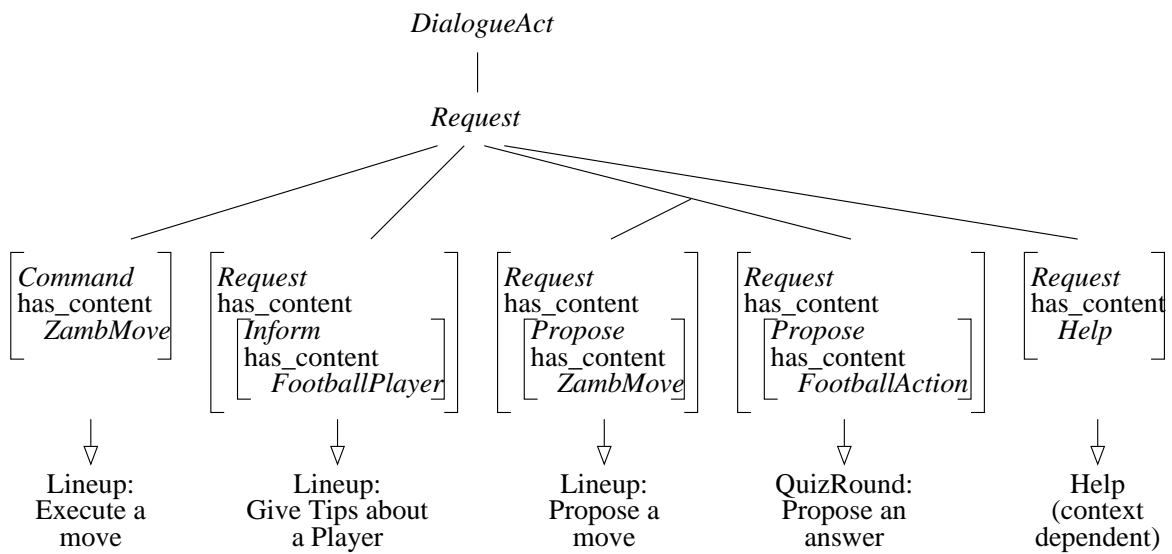 DialogueAct
Request
Command
has_content
ZambMove
Request
has_content
Inform
has_content
FootballPlayer
Request
has_content
Propose
has_content
ZambMove
Request
has_content
Propose
has_content
FootballAction
Request
has_content
Help
Lineup:
Execute a
move
Lineup:
Give Tips about
a Player
Lineup:
Propose a
move
QuizRound:
Propose an
answer
Help
(context
dependent)